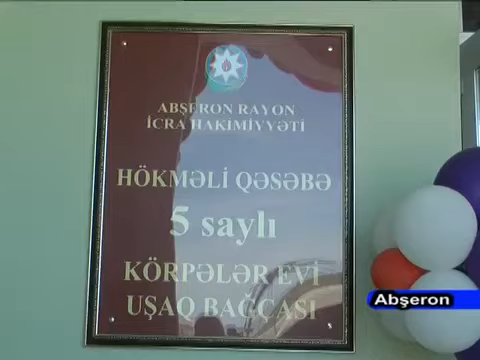 ABŞERON RAYON
İCRA HAKİMİYYƏTİ
HÖKMƏLİ QƏSƏBƏ
5 saylı
KÖRPƏLƏR EVİ
UŞAQ BAĞÇASI
Abşeron